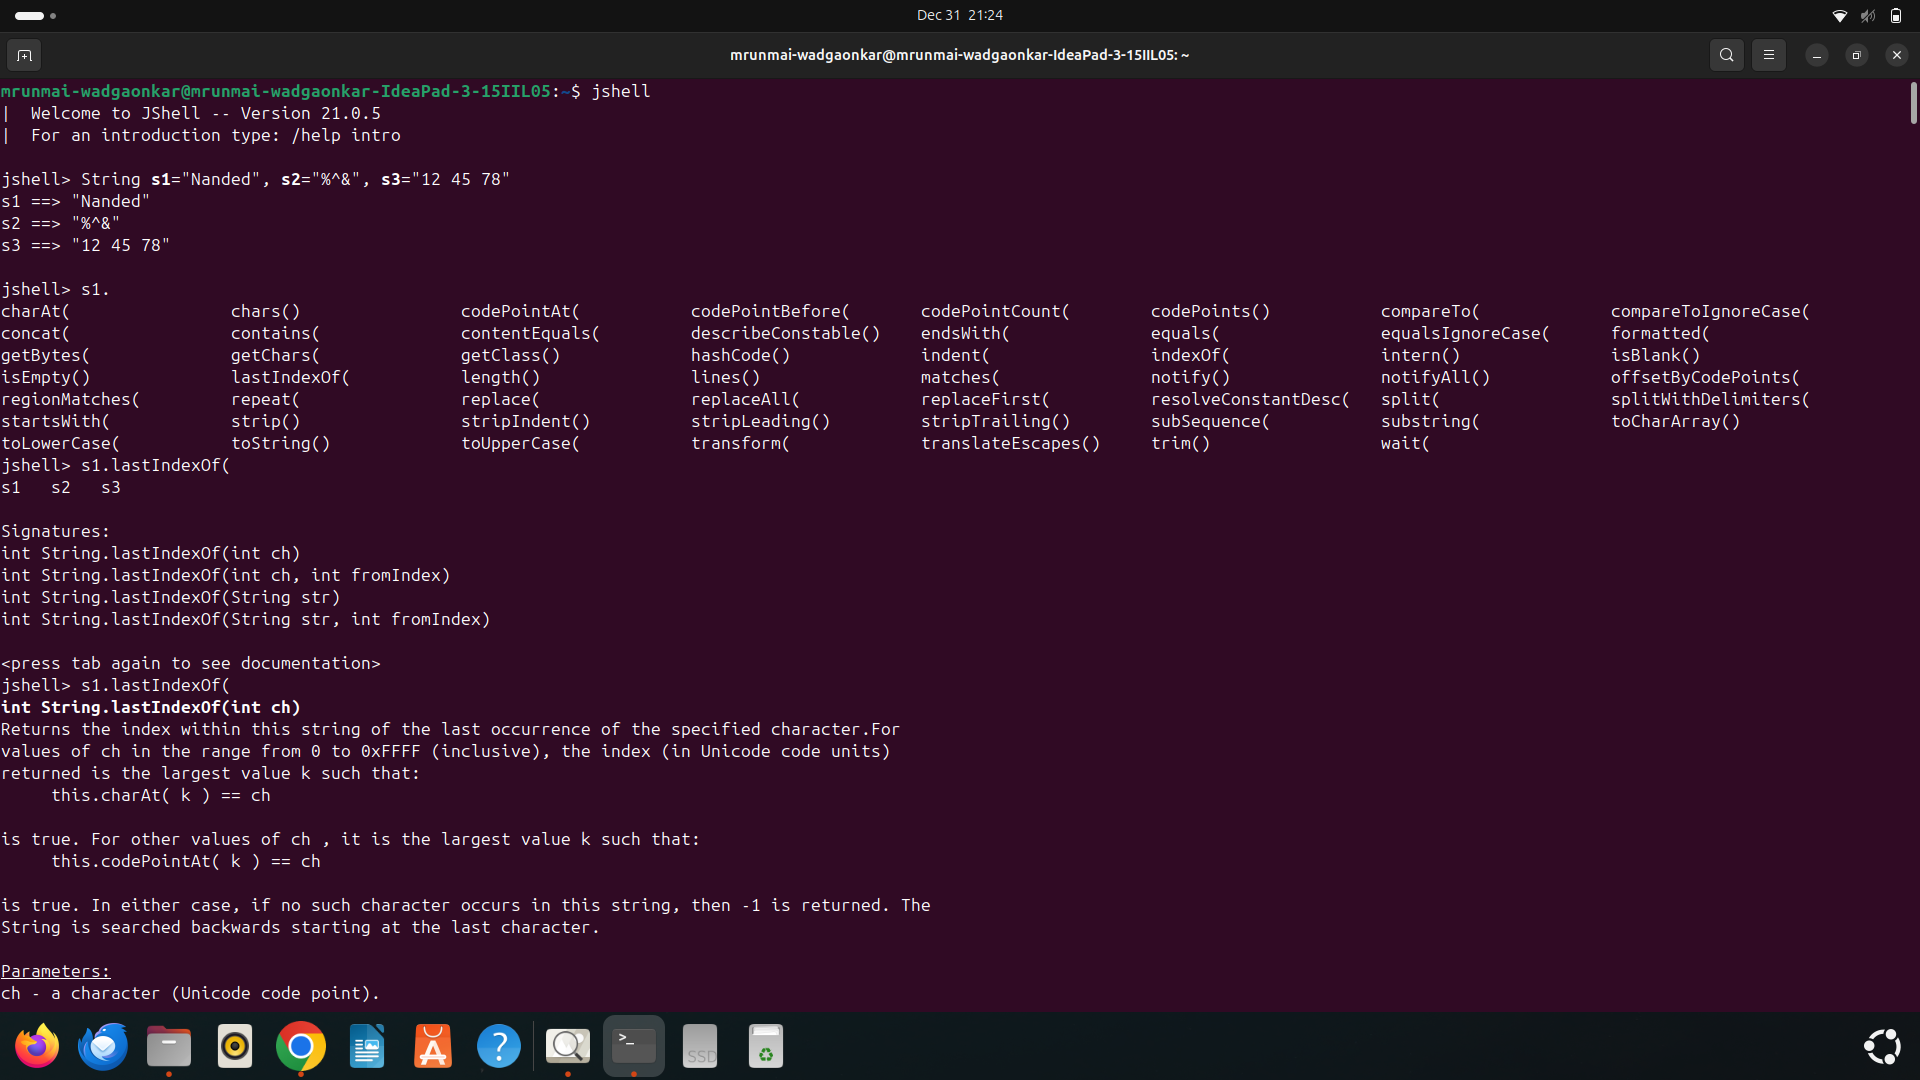 Dec 31 21:24
mrunmai-wadgaonkar@mrunmai-wadgaonkar-IdeaPad-3-15IIL05: ~
mrunmai-wadgaonkar@mrunmai-wadgaonkar-IdeaPad-3-15IIL05:~$ jshell
|  Welcome to JShell -- Version 21.0.5
|  For an introduction type: /help intro
jshell> String s1="Nanded", s2="%^&", s3="12 45 78"
s1 ==> "Nanded"
s2 ==> "%^&"
s3 ==> "12 45 78"
jshell> s1.
charAt( chars() codePointAt( codePointBefore( codePointCount( codePoints() compareTo( compareToIgnoreCase(
concat( contains( contentEquals( describeConstable() endsWith( equals( equalsIgnoreCase( formatted(
getBytes( getChars( getClass() hashCode() indent( indexOf( intern() isBlank()
isEmpty() lastIndexOf( length() lines() matches( notify() notifyAll() offsetByCodePoints(
regionMatches( repeat( replace( replaceAll( replaceFirst( resolveConstantDesc( split( splitWithDelimiters(
startsWith( strip() stripIndent() stripLeading() stripTrailing() subSequence( substring( toCharArray()
toLowerCase( toString() toUpperCase( transform( translateEscapes() trim() wait(
jshell> s1.lastIndexOf(
s1   s2   s3
Signatures:
int String.lastIndexOf(int ch)
int String.lastIndexOf(int ch, int fromIndex)
int String.lastIndexOf(String str)
int String.lastIndexOf(String str, int fromIndex)
<press tab again to see documentation>
jshell> s1.lastIndexOf(
int String.lastIndexOf(int ch)
Returns the index within this string of the last occurrence of the specified character.For
values of ch in the range from 0 to 0xFFFF (inclusive), the index (in Unicode code units)
returned is the largest value k such that:
this.charAt( k ) == ch
is true. For other values of ch , it is the largest value k such that:
this.codePointAt( k ) == ch
is true. In either case, if no such character occurs in this string, then -1 is returned. The
String is searched backwards starting at the last character.
Parameters:
ch - a character (Unicode code point).
>_
SSD